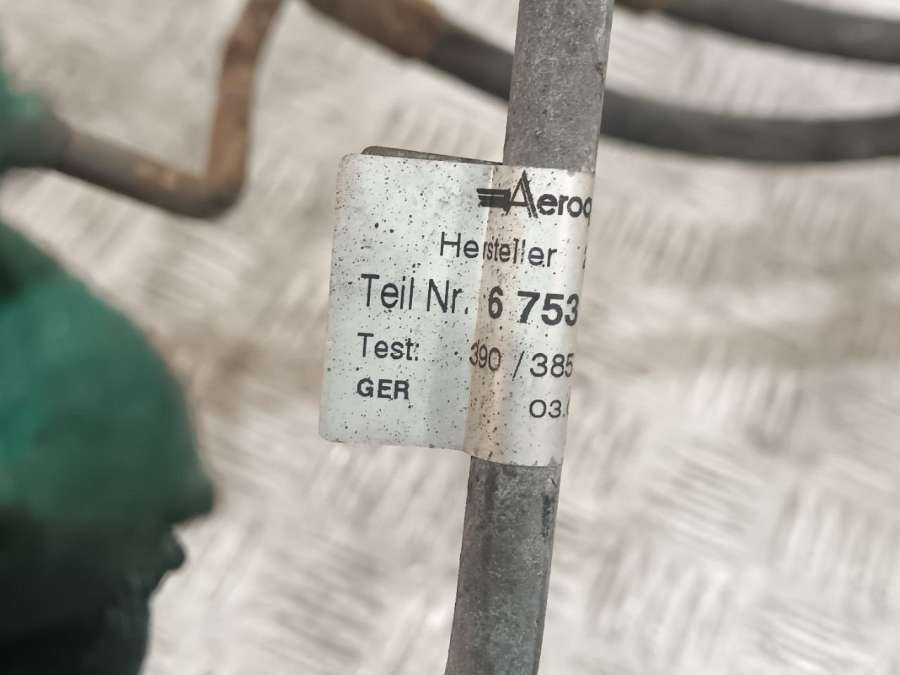 Aeroq
Hersteller
Teil Nr. 6 753
Test: 390 / 385
GER 03.